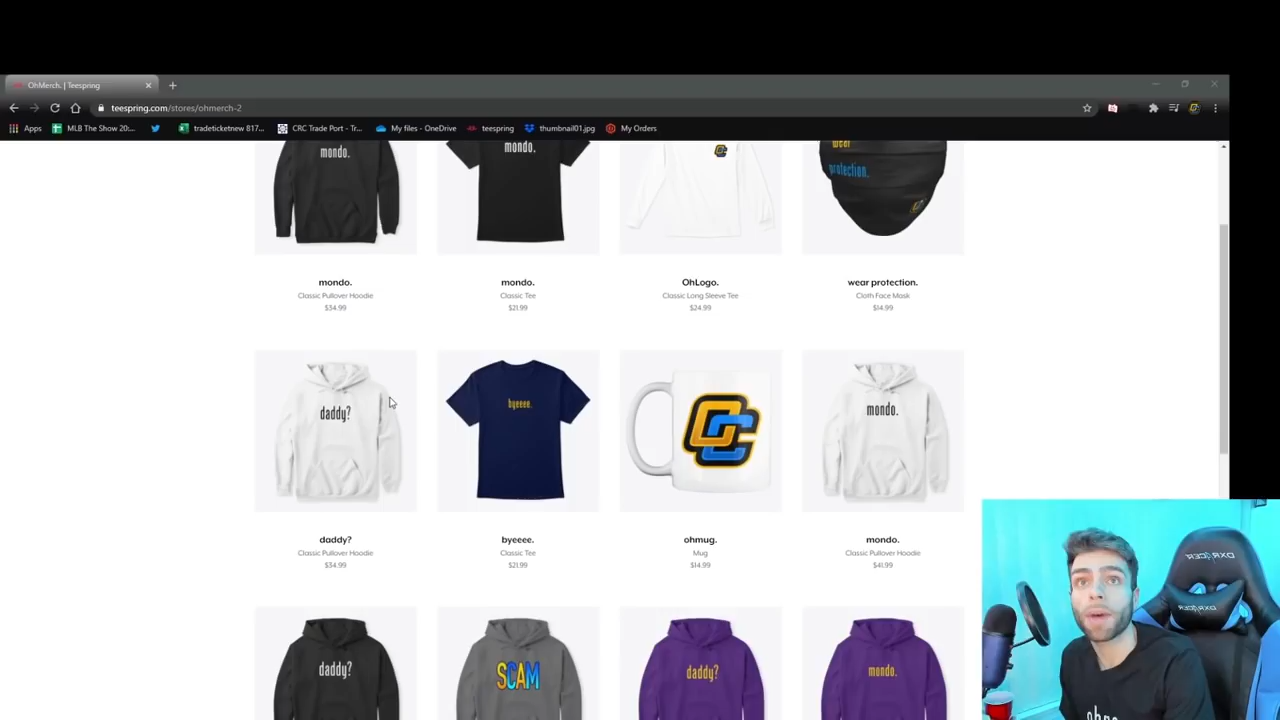 OhMerch. | Teespring
teespring.com/stores/ohmerch-2
Apps MLB The Show 20:... tradeticketnew 817... CRC Trade Port - Tr... My files - OneDrive teespring thumbnail01.jpg My Orders
mondo. mondo. wear
protection.
mondo. mondo. OhLogo. wear protection.
Classic Pullover Hoodie Classic Tee Classic Long Sleeve Tee Cloth Face Mask
$34.99 $21.99 $24.99 $14.99
daddy? byeeee. OC mondo.
daddy? byeeee. ohmug. mondo.
Classic Pullover Hoodie Classic Tee Mug Classic Pullover Hoodie
$34.99 $21.99 $14.99 $41.99
DXRACER
DXRACER
daddy? SCAM daddy? mondo.